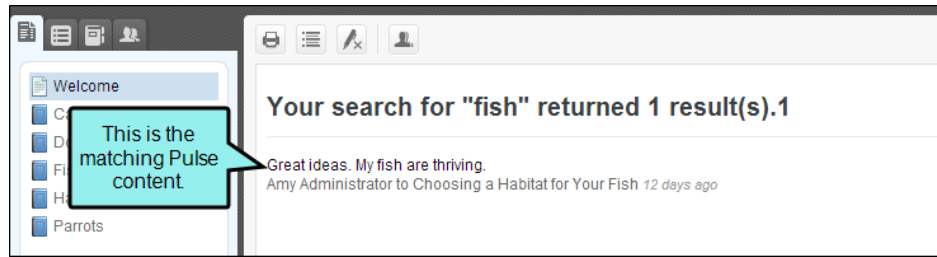 Welcome
Parrots
This is the
matching Pulse
content.
Your search for "fish" returned 1 result(s).1
Great ideas. My fish are thriving.
Amy Administrator to Choosing a Habitat for Your Fish 12 days ago